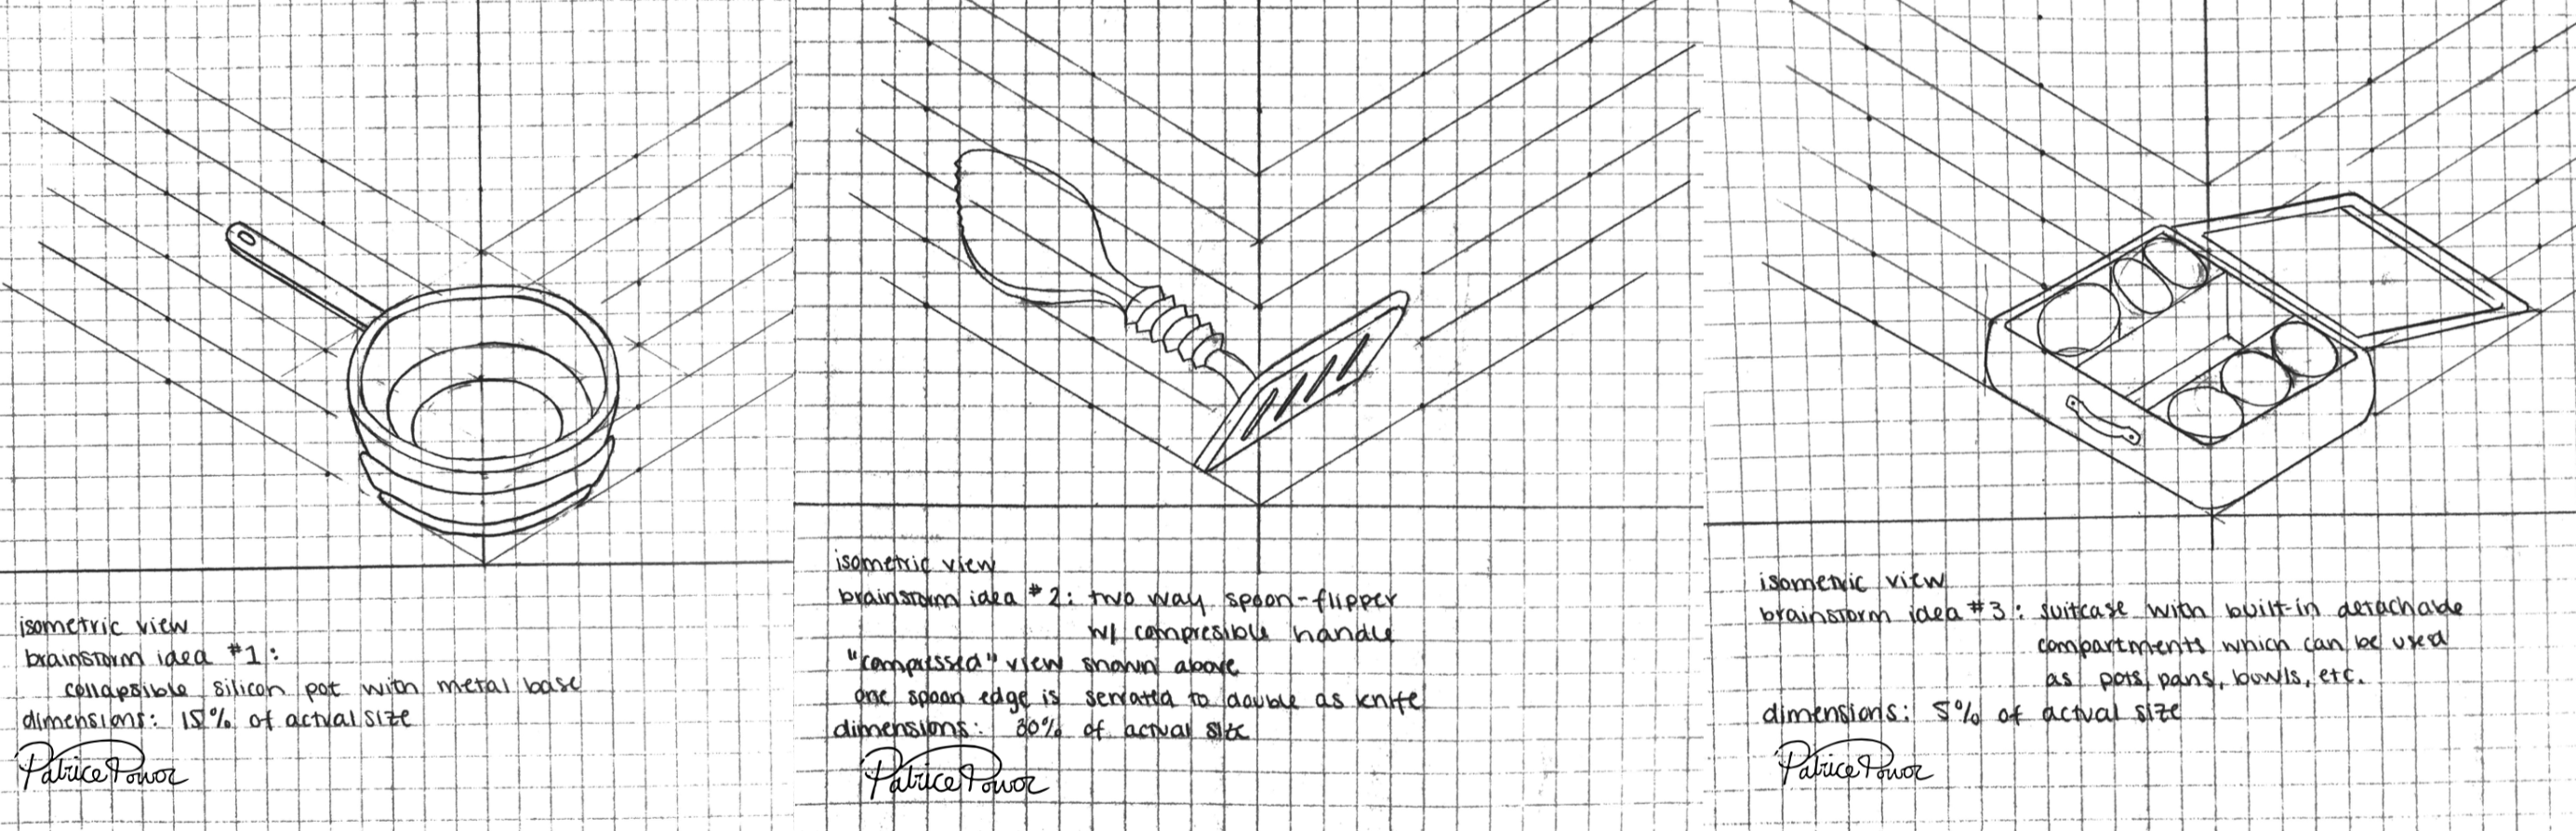 isometric view
brainstorm idea #1:
collapsible silicon pot with metal base
dimensions: 15% of actual size
Patrice Power
isometric view
brainstorm idea #2: two way spoon-flipper
w/ compresible handle
"compressed" view shown above
one spoon edge is serrated to double as knife
dimensions: 30% of actual size
Patrice Power
isometric view
brainstorm idea #3: suitcase with built-in detachable
compartments which can be used
as pots, pans, bowls, etc.
dimensions: 5% of actual size
Patrice Power